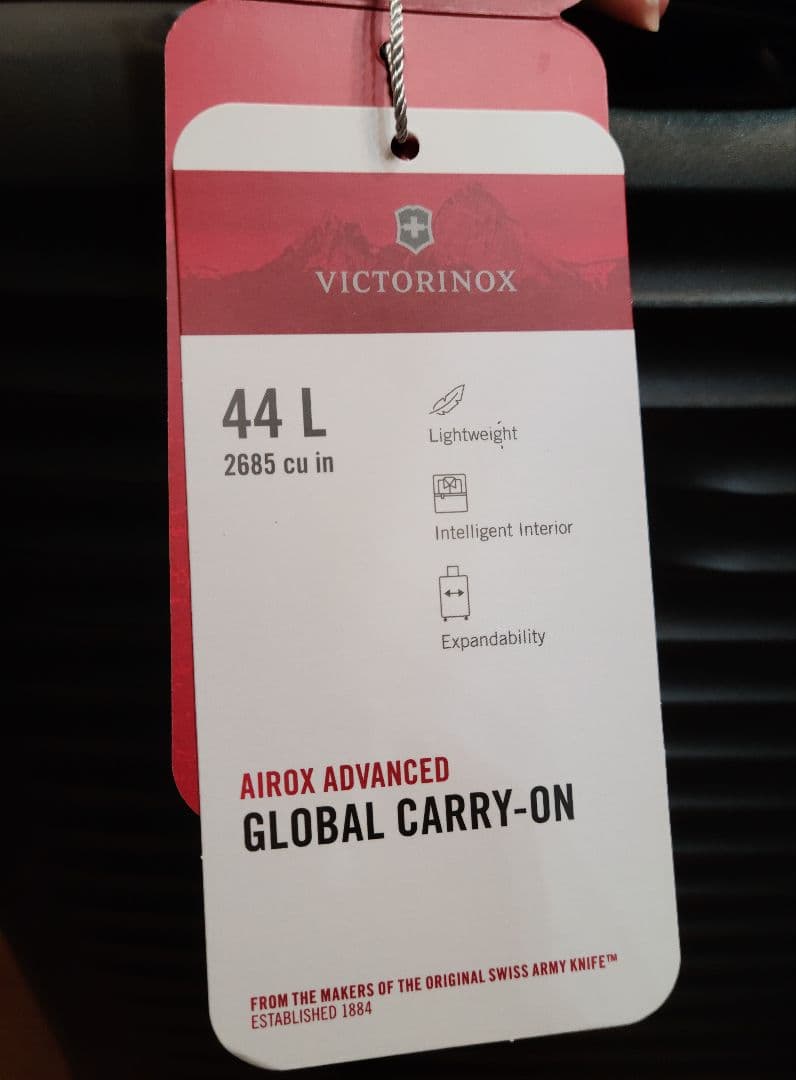 VICTORINOX
44 L
2685 cu in
Lightweight
Intelligent Interior
Expandability
AIROX ADVANCED
GLOBAL CARRY-ON
FROM THE MAKERS OF THE ORIGINAL SWISS ARMY KNIFE™
ESTABLISHED 1884